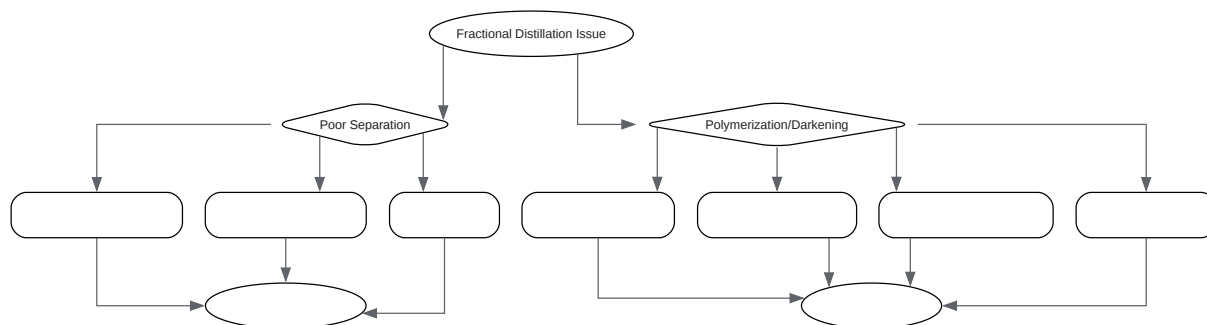 Fractional Distillation Issue
Poor Separation
Polymerization/Darkening